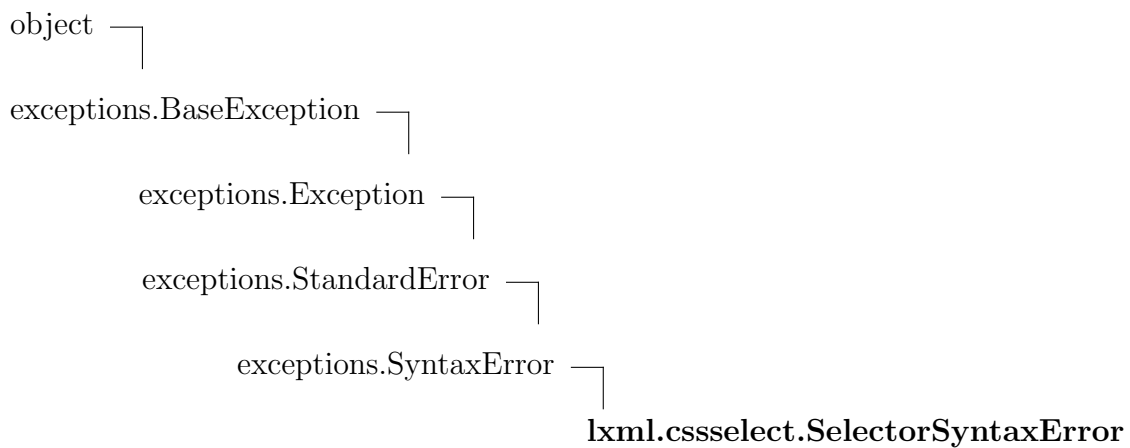 object
exceptions.BaseException
exceptions.Exception
exceptions.StandardError
exceptions.SyntaxError
lxml.cssselect.SelectorSyntaxError